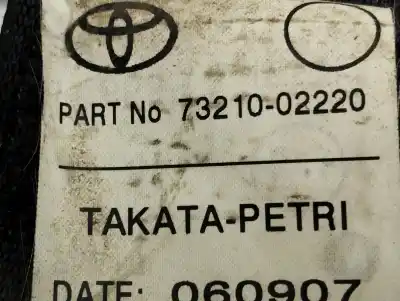 PART No 73210-02220
TAKATA-PETRI
DATE: 060907